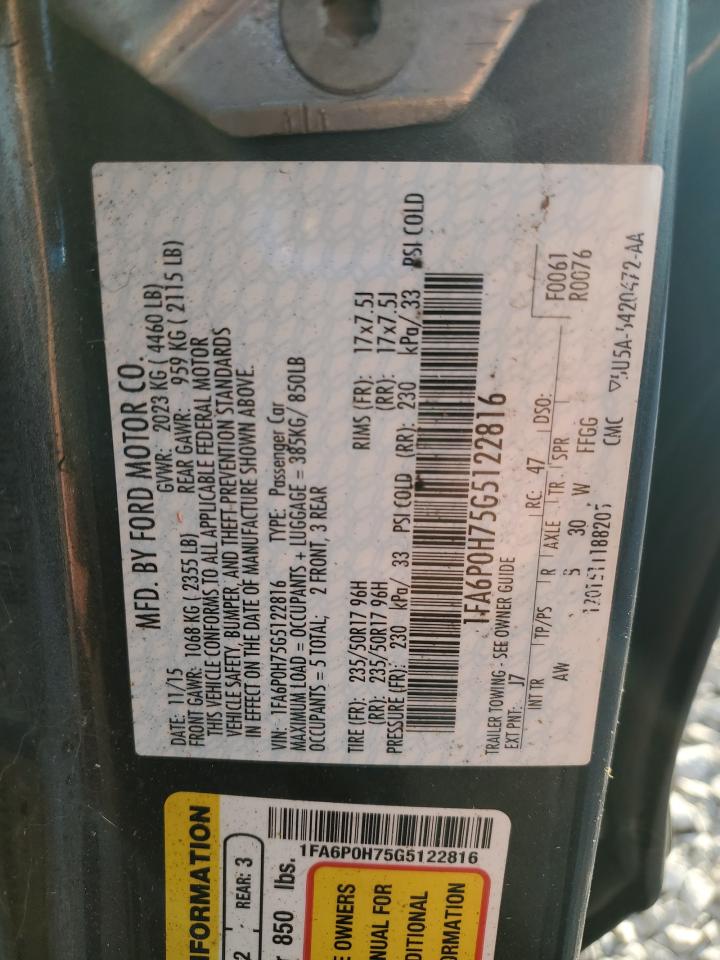 MFD. BY FORD MOTOR CO.
DATE: 11/15 GVWR: 2023 KG ( 4460 LB)
FRONT GAWR: 1068 KG ( 2355 LB) REAR GAWR: 959 KG ( 2115 LB)
THIS VEHICLE CONFORMS TO ALL APPLICABLE FEDERAL MOTOR
VEHICLE SAFETY, BUMPER, AND THEFT PREVENTION STANDARDS
IN EFFECT ON THE DATE OF MANUFACTURE SHOWN ABOVE.
VIN: 1FA6P0H75G5122816 TYPE: Passenger Car
MAXIMUM LOAD = OCCUPANTS + LUGGAGE = 385KG/ 850LB
OCCUPANTS = 5 TOTAL; 2 FRONT, 3 REAR
TIRE (FR): 235/50R17 96H RIMS (FR): 17x7.5J
(RR): 235/50R17 96H (RR): 17x7.5J
PRESSURE (FR): 230 kPa/ 33 PSI COLD (RR): 230 kPa/ 33 PSI COLD
1FA6P0H75G5122816
TRAILER TOWING - SEE OWNER GUIDE
EXT PNT: J7 RC: 47 DSO: F0061
R0076
INT TR TP/PS R AXLE TR SPR
AW 5 30 W FFGG
CMC
1FA6P0H75G5122816
NFORMATION
2 REAR: 3
850 lbs.
E OWNERS
NUAL FOR
DITIONAL
ORMATION